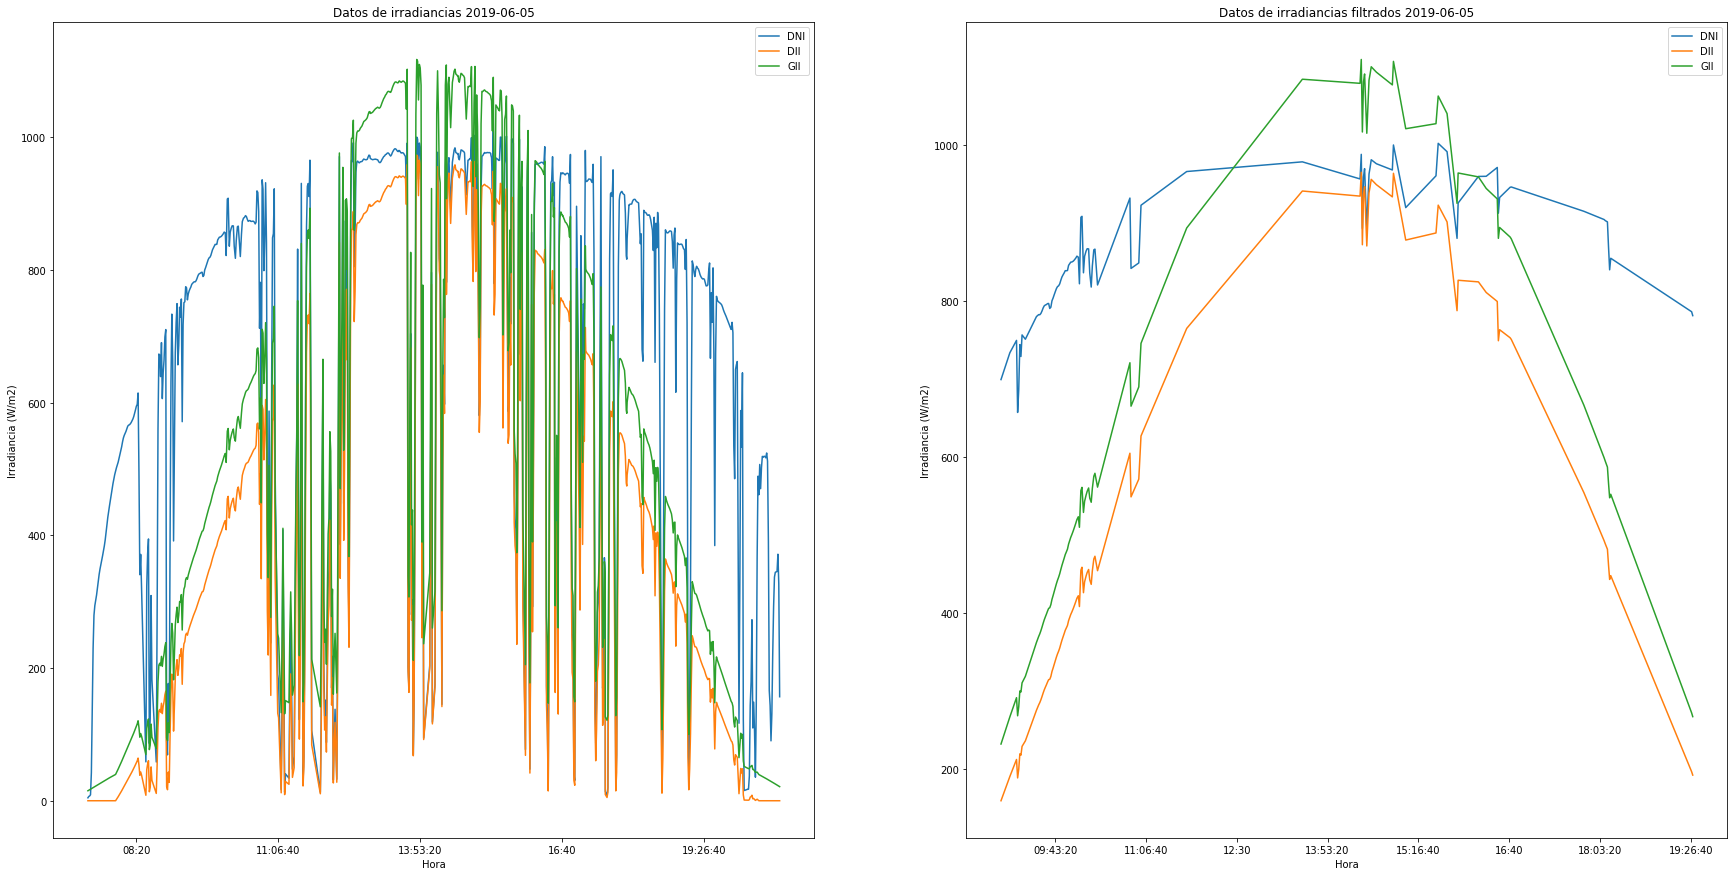 Datos de irradiancias 2019-06-05
DNI
DII
GII
1000
800
600
400
200
0
Irradiancia (W/m2)
08:20
11:06:40
13:53:20
16:40
19:26:40
Hora
Datos de irradiancias filtrados 2019-06-05
DNI
DII
GII
1000
800
600
400
200
Irradiancia (W/m2)
09:43:20
11:06:40
12:30
13:53:20
15:16:40
16:40
18:03:20
19:26:40
Hora